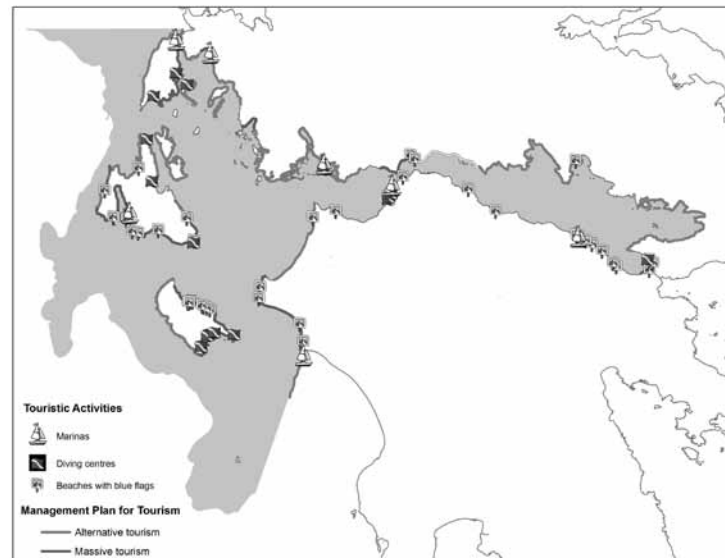 Touristic Activities
Marinas
Diving centres
Beaches with blue flags
Management Plan for Tourism
Alternative tourism
Massive tourism